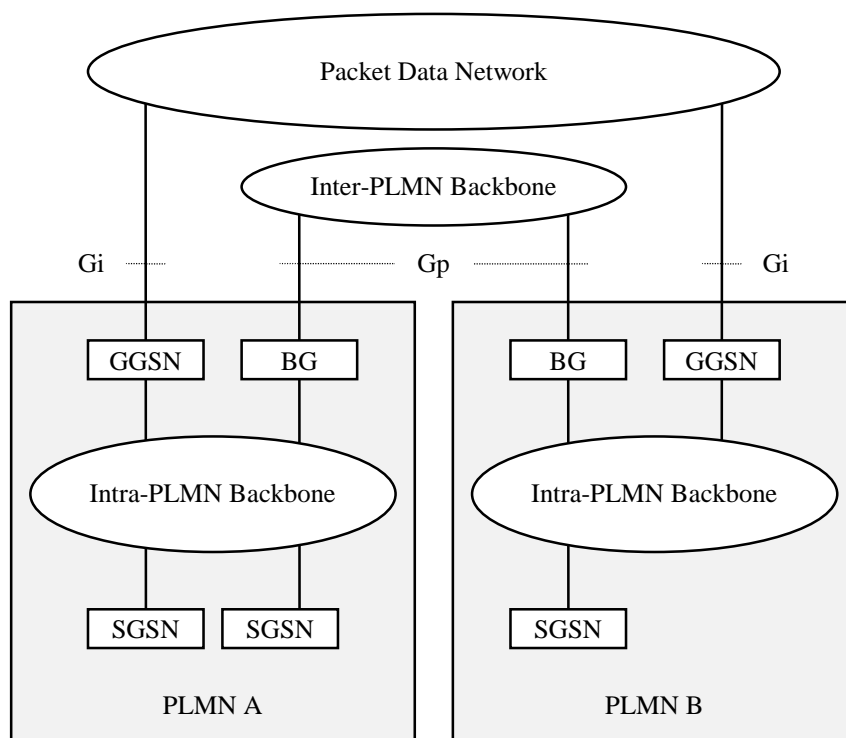 Packet Data Network
Inter-PLMN Backbone
Gi
Gp
Gi
GGSN
BG
BG
GGSN
Intra-PLMN Backbone
Intra-PLMN Backbone
SGSN
SGSN
SGSN
PLMN A
PLMN B